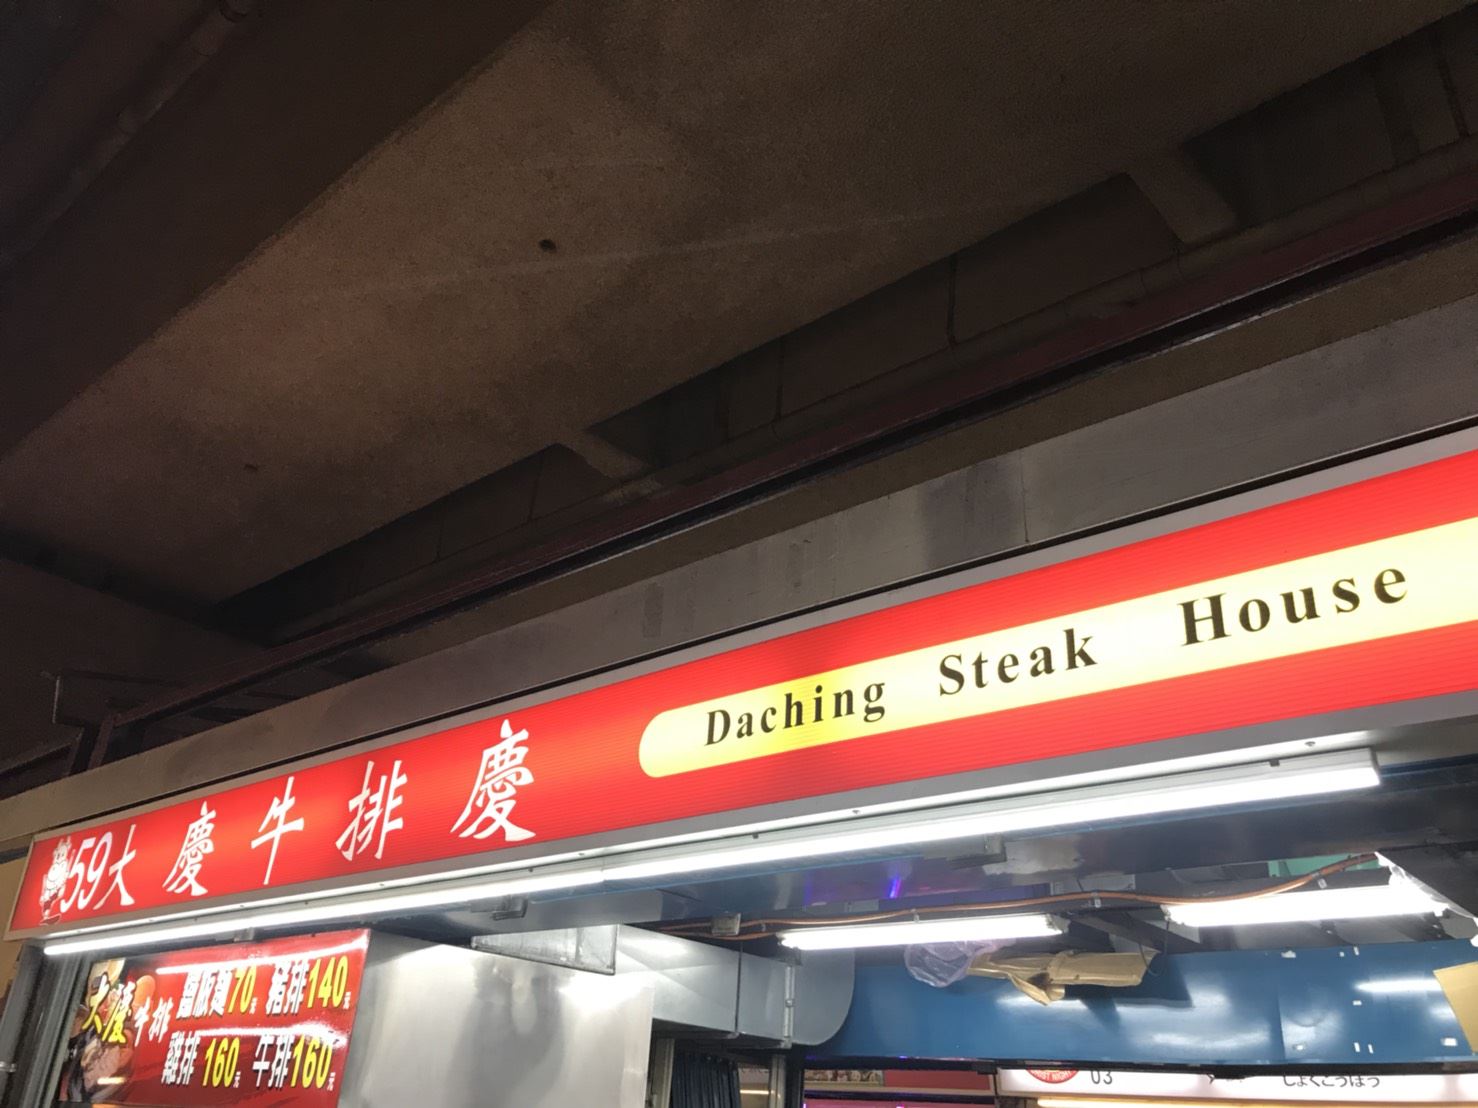 59大慶牛排慶
Daching Steak House
大慶牛排
鐵板麵70元 豬排140元
雞排160元 牛排160元
03
しょくこうぼう